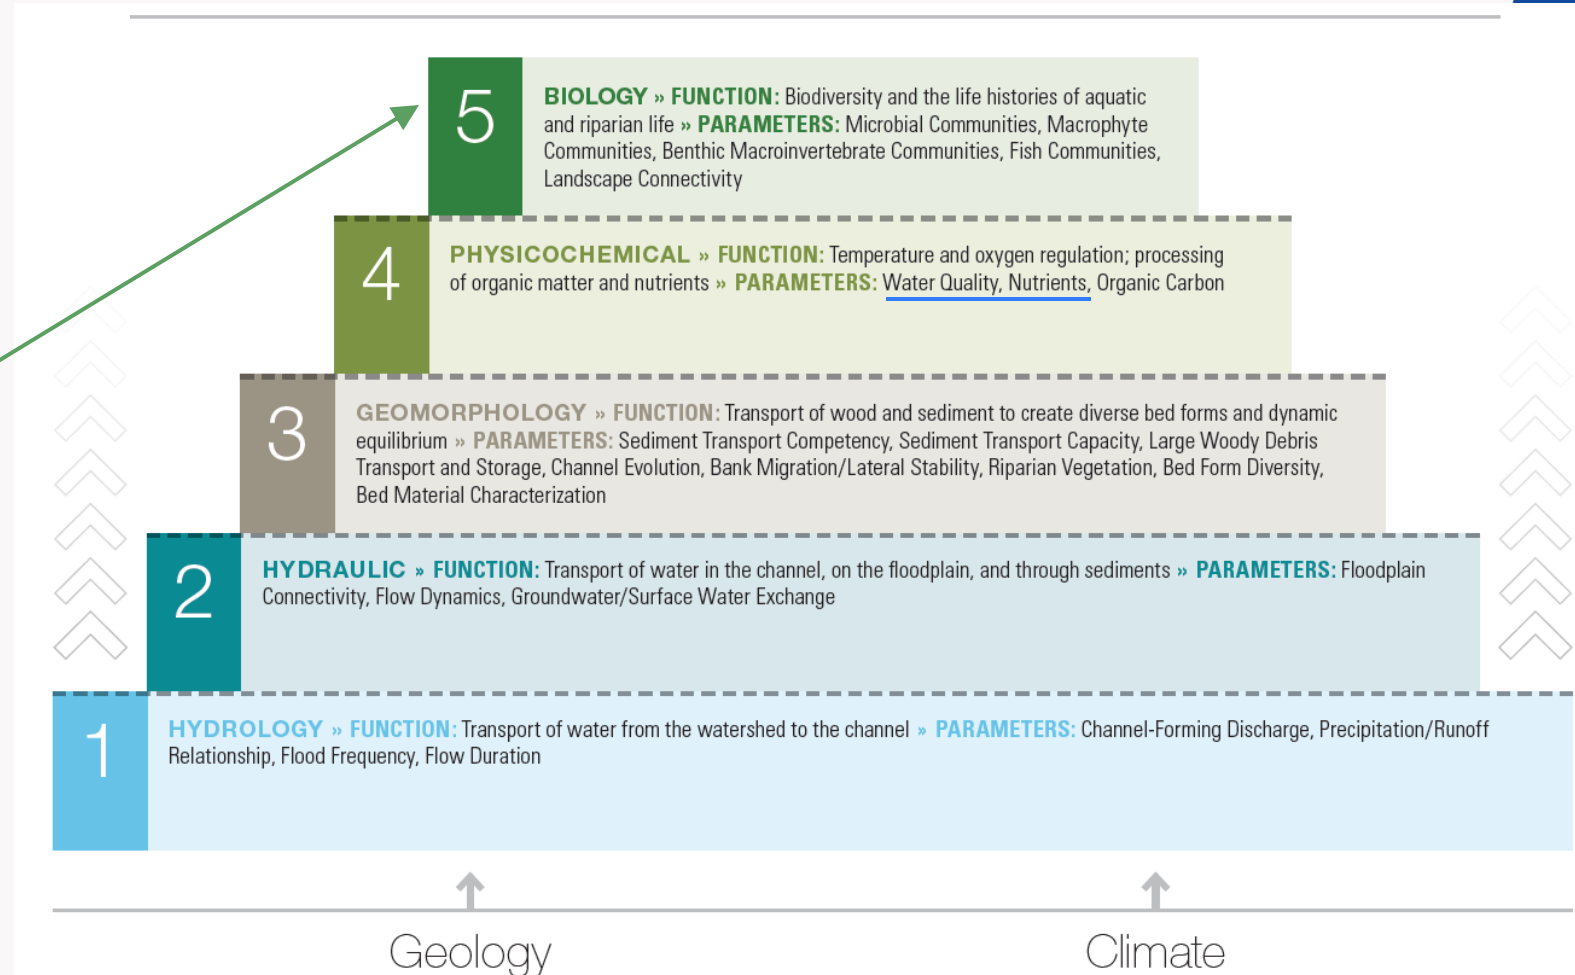 5
BIOLOGY » FUNCTION: Biodiversity and the life histories of aquatic
and riparian life » PARAMETERS: Microbial Communities, Macrophyte
Communities, Benthic Macroinvertebrate Communities, Fish Communities,
Landscape Connectivity
4
PHYSICOCHEMICAL » FUNCTION: Temperature and oxygen regulation; processing
of organic matter and nutrients » PARAMETERS: Water Quality, Nutrients, Organic Carbon
3
GEOMORPHOLOGY » FUNCTION: Transport of wood and sediment to create diverse bed forms and dynamic
equilibrium » PARAMETERS: Sediment Transport Competency, Sediment Transport Capacity, Large Woody Debris
Transport and Storage, Channel Evolution, Bank Migration/Lateral Stability, Riparian Vegetation, Bed Form Diversity,
Bed Material Characterization
2
HYDRAULIC » FUNCTION: Transport of water in the channel, on the floodplain, and through sediments » PARAMETERS: Floodplain
Connectivity, Flow Dynamics, Groundwater/Surface Water Exchange
1
HYDROLOGY » FUNCTION: Transport of water from the watershed to the channel » PARAMETERS: Channel-Forming Discharge, Precipitation/Runoff
Relationship, Flood Frequency, Flow Duration
Geology
Climate